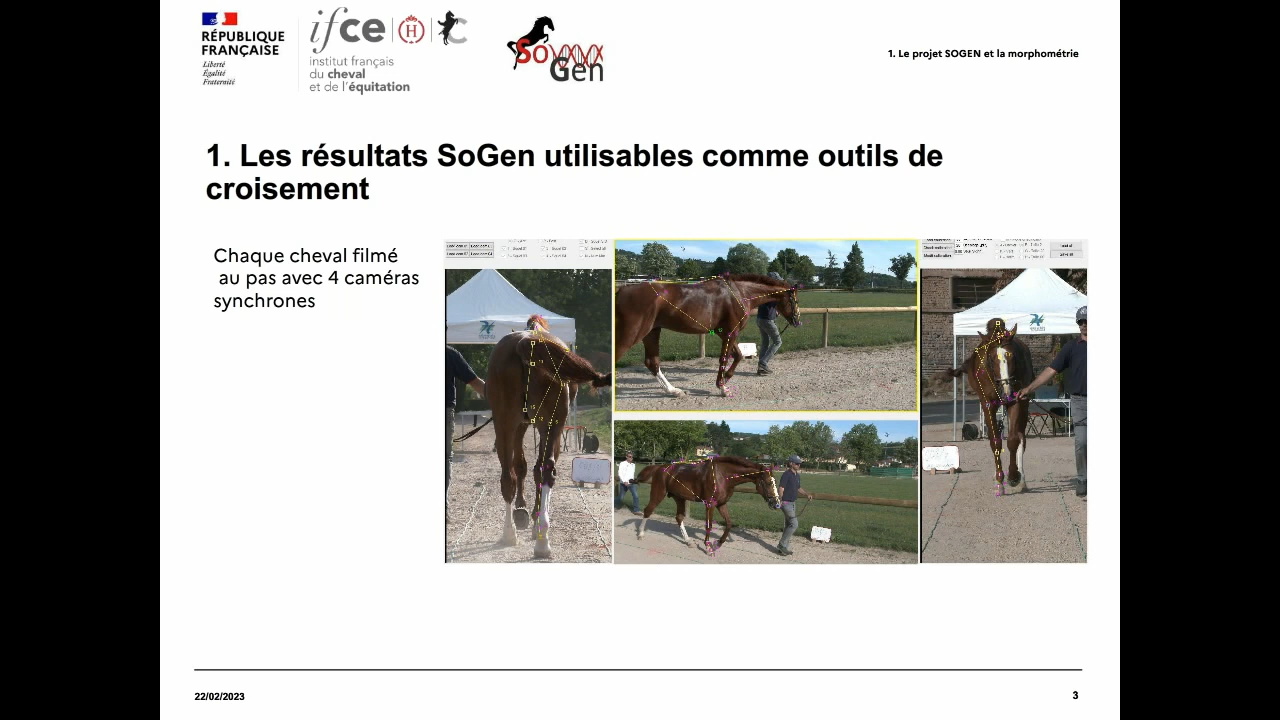 RÉPUBLIQUE
FRANÇAISE
Liberté
Égalité
Fraternité
ifce
institut français
du cheval
et de l'équitation
SoGen
1. Le projet SOGEN et la morphométrie
1. Les résultats SoGen utilisables comme outils de
croisement
Chaque cheval filmé
au pas avec 4 caméras
synchrones
22/02/2023
3